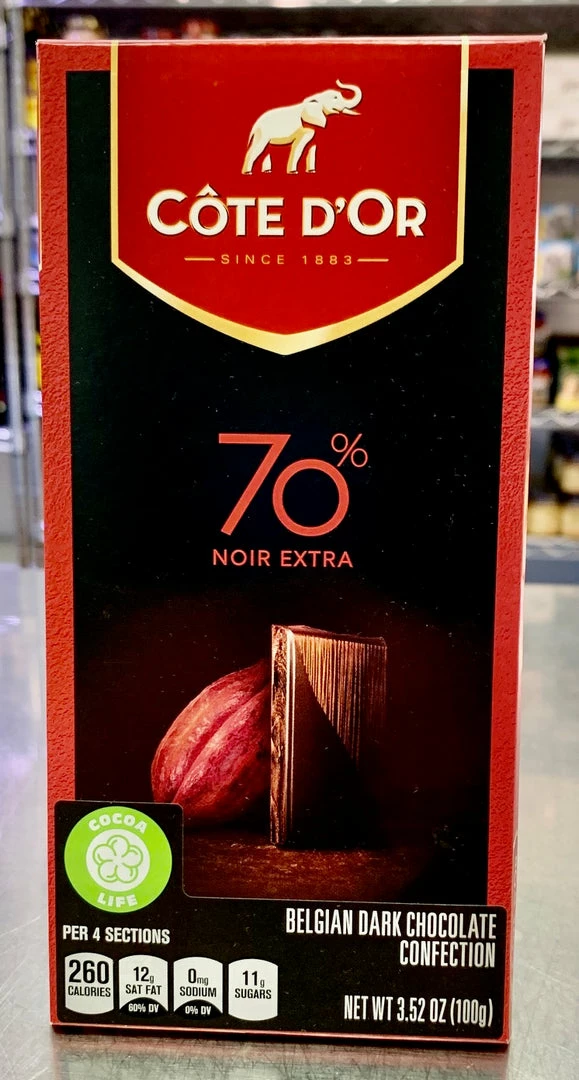 CÔTE D'OR
SINCE 1883
70%
NOIR EXTRA
COCOA
LIFE
PER 4 SECTIONS
260
CALORIES
12g
SAT FAT
60% DV
0mg
SODIUM
0% DV
11g
SUGARS
BELGIAN DARK CHOCOLATE
CONFECTION
NET WT 3.52 OZ (100g)